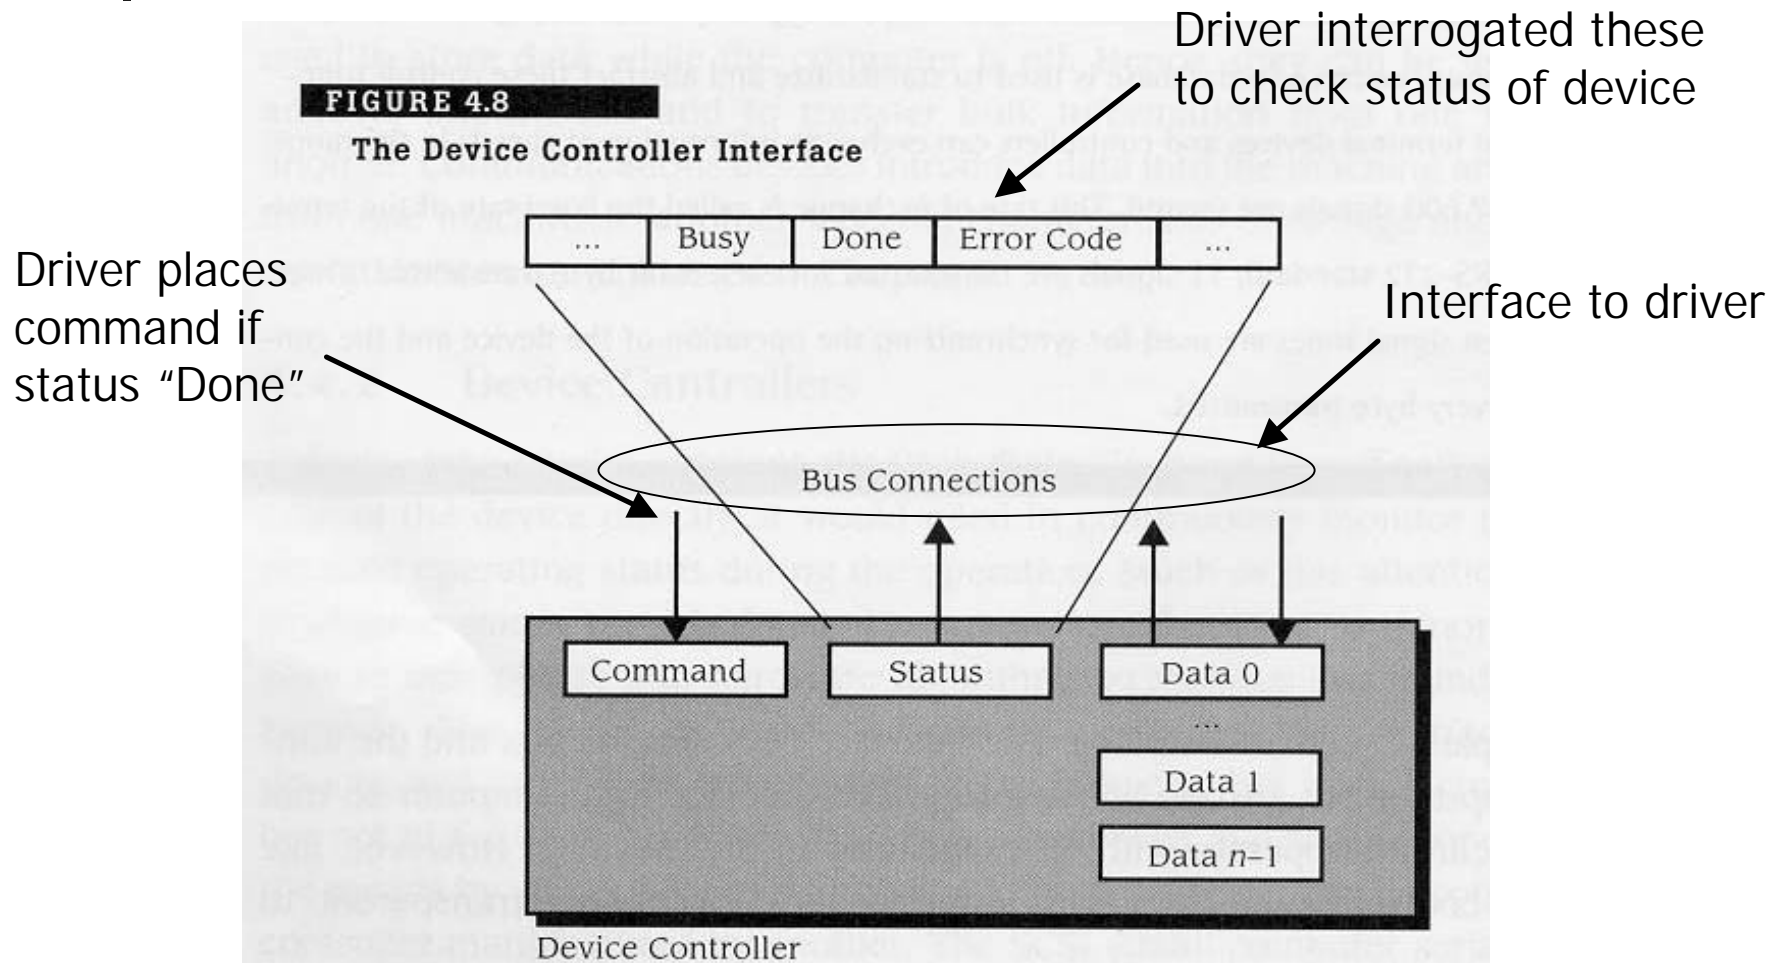 Driver interrogated these
to check status of device
FIGURE 4.8
The Device Controller Interface
... Busy Done Error Code ...
Driver places
command if
status “Done”
Interface to driver
Bus Connections
Command Status Data 0
...
Data 1
Data n–1
Device Controller